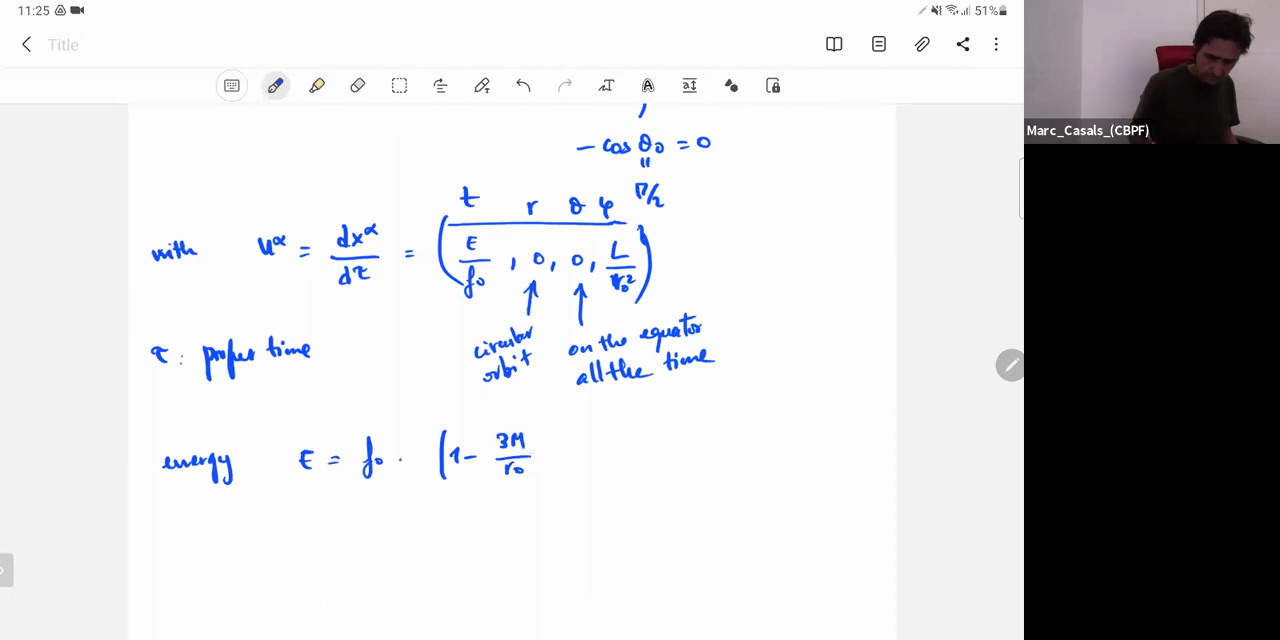 11:25 51%
Title
Marc_Casals_(CBPF)
− cos θ₀ = 0
"
π/2
t r θ φ
with u^α = dx^α/dτ = (E/f₀, 0, 0, L/r₀²)
τ : proper time
circular orbit
on the equator all the time
energy E = f₀ · (1 − 3M/r₀